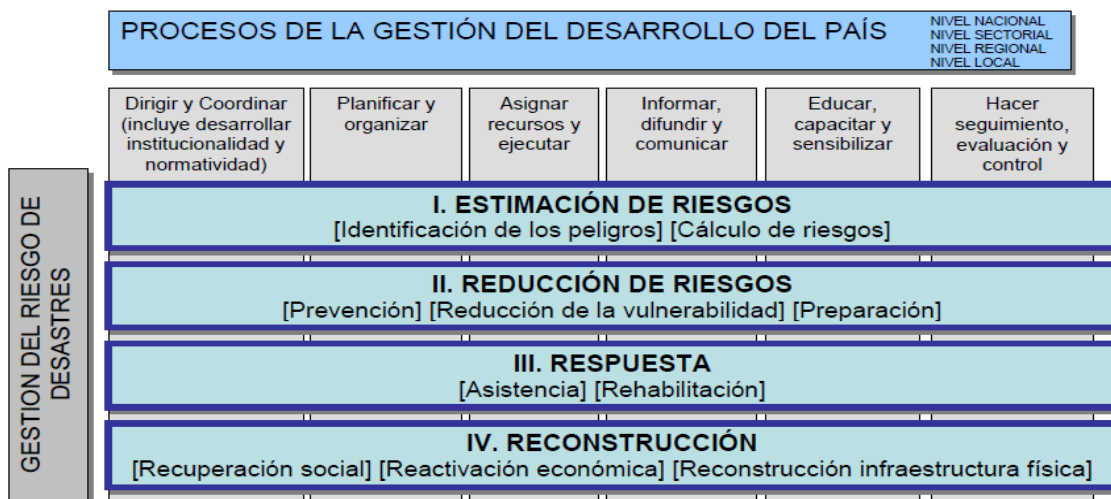 PROCESOS DE LA GESTIÓN DEL DESARROLLO DEL PAÍS
NIVEL NACIONAL
NIVEL SECTORIAL
NIVEL REGIONAL
NIVEL LOCAL
Dirigir y Coordinar
(incluye desarrollar
institucionalidad y
normatividad)
Planificar y
organizar
Asignar
recursos y
ejecutar
Informar,
difundir y
comunicar
Educar,
capacitar y
sensibilizar
Hacer
seguimiento,
evaluación y
control
GESTION DEL RIESGO DE
DESASTRES
I. ESTIMACIÓN DE RIESGOS
[Identificación de los peligros] [Cálculo de riesgos]
II. REDUCCIÓN DE RIESGOS
[Prevención] [Reducción de la vulnerabilidad] [Preparación]
III. RESPUESTA
[Asistencia] [Rehabilitación]
IV. RECONSTRUCCIÓN
[Recuperación social] [Reactivación económica] [Reconstrucción infraestructura física]